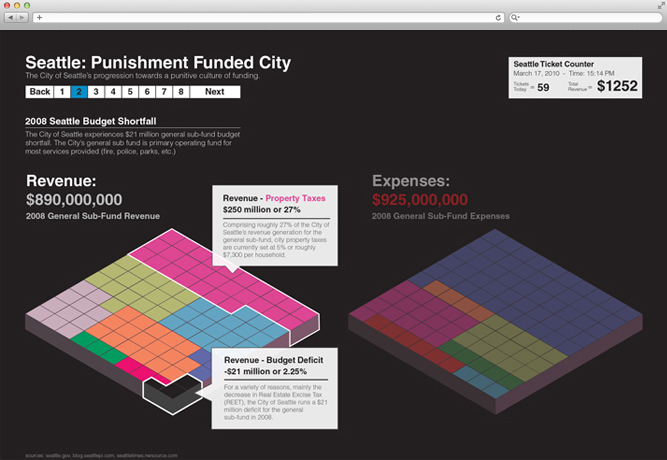 Seattle: Punishment Funded City
The City of Seattle's progression towards a punitive culture of funding.
Back 1 2 3 4 5 6 7 8 Next
Seattle Ticket Counter
March 17, 2010 - Time: 15:14 PM
Tickets Today = 59 Total Revenue = $1252
2008 Seattle Budget Shortfall
The City of Seattle experiences $21 million general sub-fund budget
shortfall. The City's general sub fund is primary operating fund for
most services provided (fire, police, parks, etc.)
Revenue:
$890,000,000
2008 General Sub-Fund Revenue
Revenue - Property Taxes
$250 million or 27%
Comprising roughly 27% of the City of
Seattle's revenue generation for the
general sub-fund, city property taxes
are currently set at 5% or roughly
$7,300 per household.
Expenses:
$925,000,000
2008 General Sub-Fund Expenses
Revenue - Budget Deficit
-$21 million or 2.25%
For a variety of reasons, mainly the
decrease in Real Estate Excise Tax
(REET), the City of Seattle runs a $21
million deficit for the general
sub-fund in 2008.
sources: seattle.gov, blog.seattlepi.com, seattletimes.nwsource.com